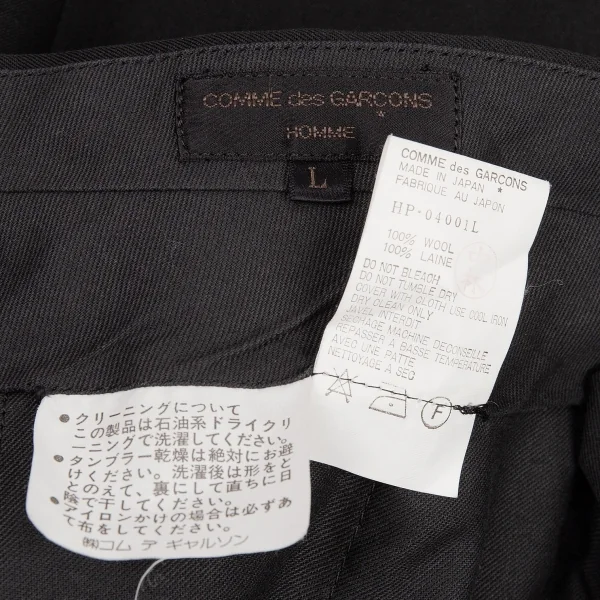 COMME des GARÇONS
*
HOMME
L
COMME des GARCONS
MADE IN JAPAN *
FABRIQUE AU JAPON
HP・04001L
100% WOOL
100% LAINE
DO NOT BLEACH
DO NOT TUMBLE DRY
COVER WITH CLOTH USE COOL IRON
DRY CLEAN ONLY
JAVEL INTERDIT
SECHAGE MACHINE DECONSEILLE
REPASSER A BASSE TEMPERATURE
AVEC UNE PATTE
NETTOYAGE A SEC
F
●クリーニングについて
この製品は石油系ドライクリ
ーニングで洗濯してください。
●タンブラー乾燥は絶対にお避
けください。洗濯後は形をと
とのえて、裏にして直ちに日
陰で干してください。
●アイロンかけの場合は必ずあ
て布をしてください。
㈱コム デ ギャルソン